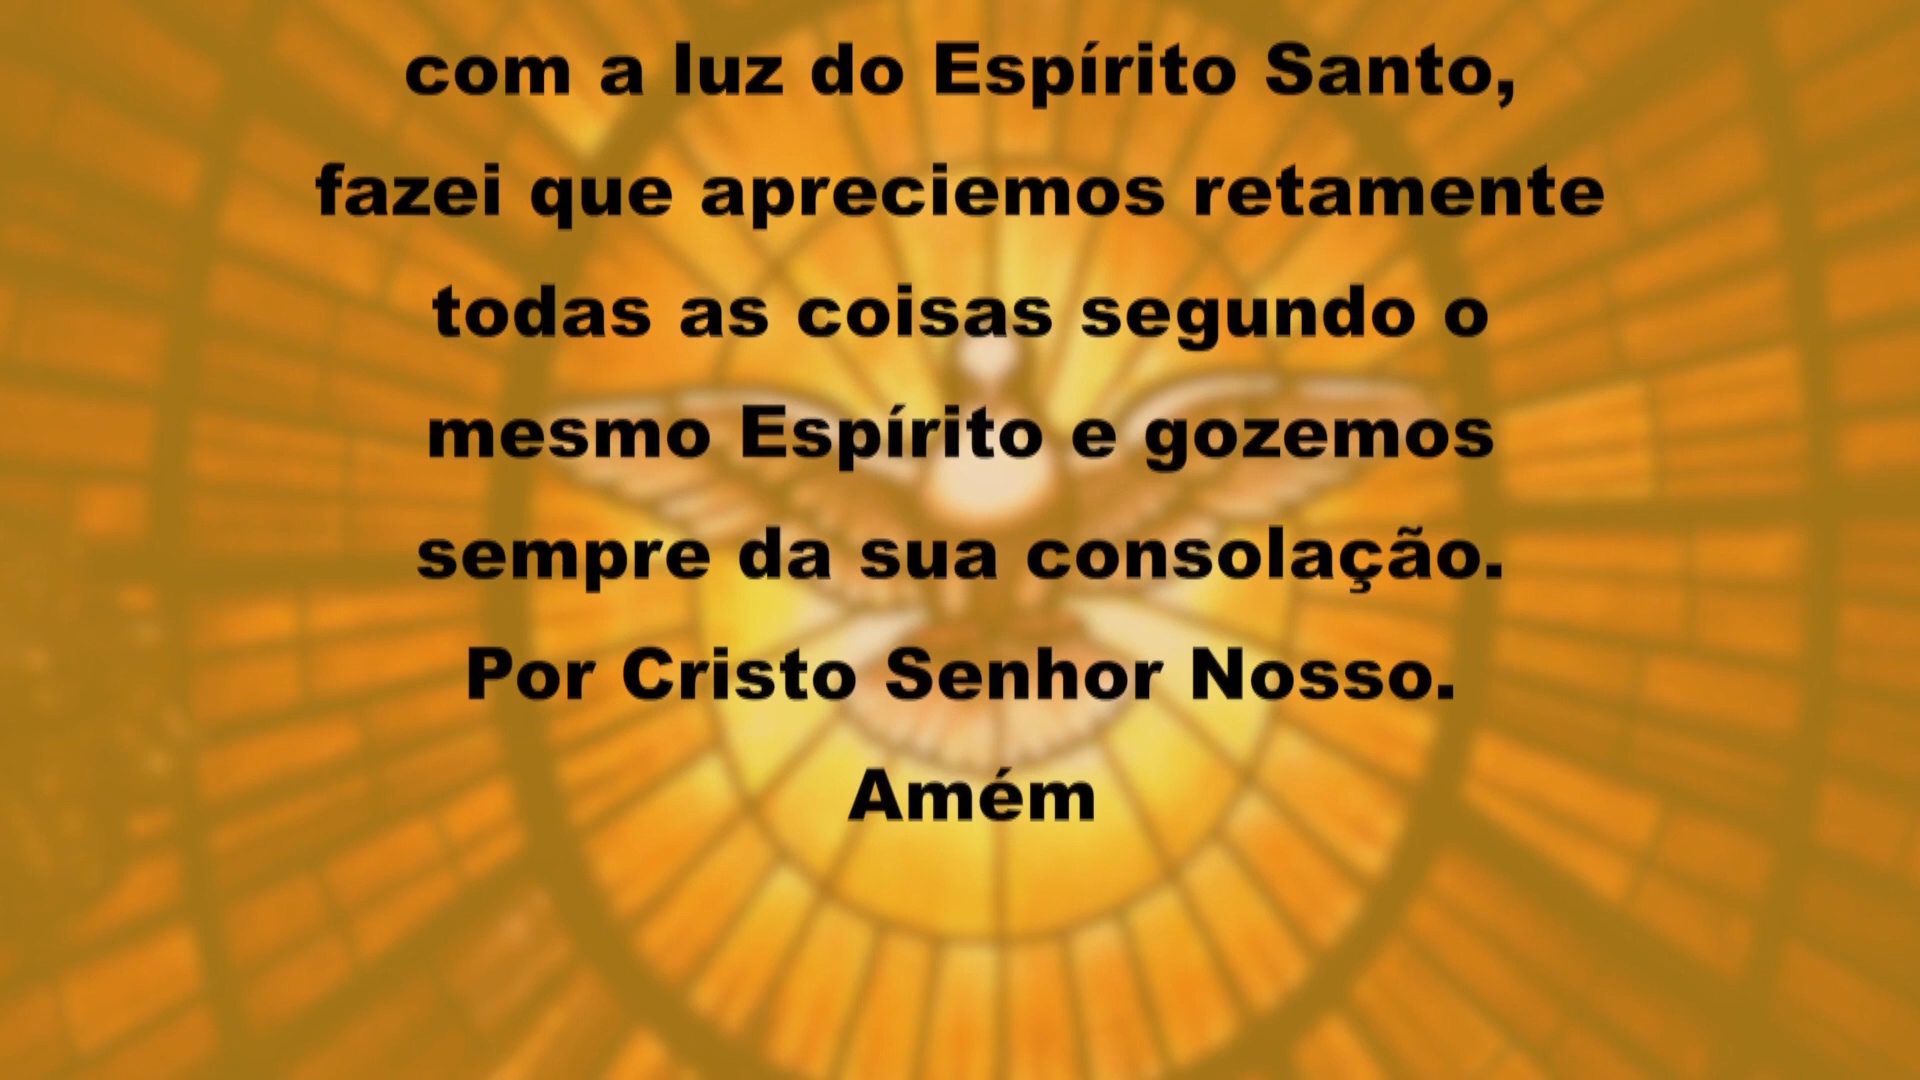 com a luz do Espírito Santo,
fazei que apreciemos retamente
todas as coisas segundo o
mesmo Espírito e gozemos
sempre da sua consolação.
Por Cristo Senhor Nosso.
Amém